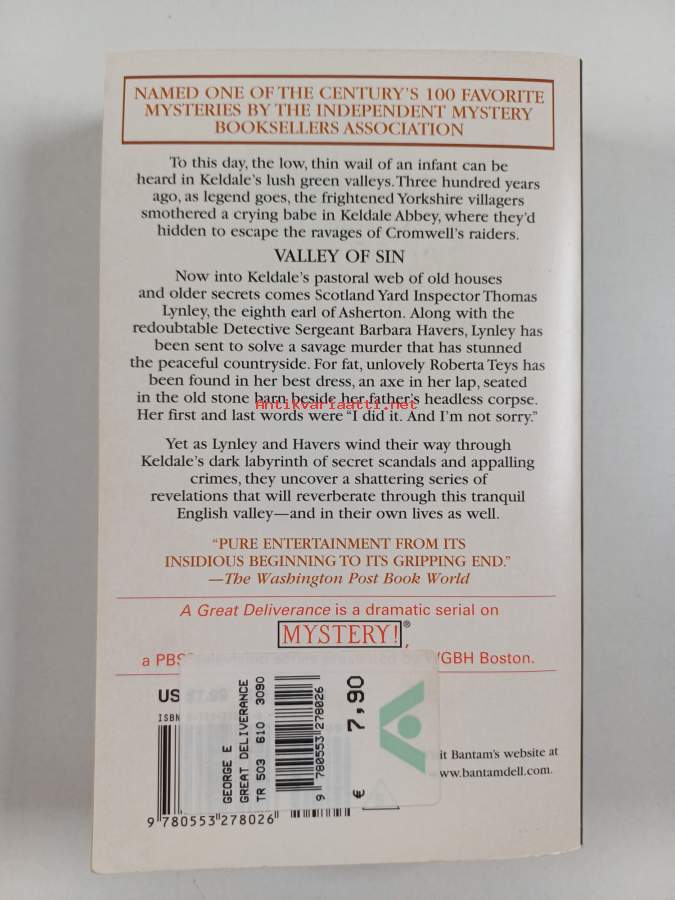 NAMED ONE OF THE CENTURY'S 100 FAVORITE
MYSTERIES BY THE INDEPENDENT MYSTERY
BOOKSELLERS ASSOCIATION
To this day, the low, thin wail of an infant can be
heard in Keldale's lush green valleys. Three hundred years
ago, as legend goes, the frightened Yorkshire villagers
smothered a crying babe in Keldale Abbey, where they'd
hidden to escape the ravages of Cromwell's raiders.
VALLEY OF SIN
Now into Keldale's pastoral web of old houses
and older secrets comes Scotland Yard Inspector Thomas
Lynley, the eighth earl of Asherton. Along with the
redoubtable Detective Sergeant Barbara Havers, Lynley has
been sent to solve a savage murder that has stunned
the peaceful countryside. For fat, unlovely Roberta Teys has
been found in her best dress, an axe in her lap, seated
in the old stone barn beside her father's headless corpse.
Antikvariaatti.net
Her first and last words were "I did it. And I'm not sorry."
Yet as Lynley and Havers wind their way through
Keldale's dark labyrinth of secret scandals and appalling
crimes, they uncover a shattering series of
revelations that will reverberate through this tranquil
English valley—and in their own lives as well.
"PURE ENTERTAINMENT FROM ITS
INSIDIOUS BEGINNING TO ITS GRIPPING END."
—The Washington Post Book World
A Great Deliverance is a dramatic serial on
MYSTERY!®,
a PBS GBH Boston.
US $7.99
ISBN
GEORGE E
GREAT DELIVERANCE
TR 503 610 3090
9 780553 278026
€ 7,90
Bantam's website at
www.bantamdell.com.
9 780553 278026